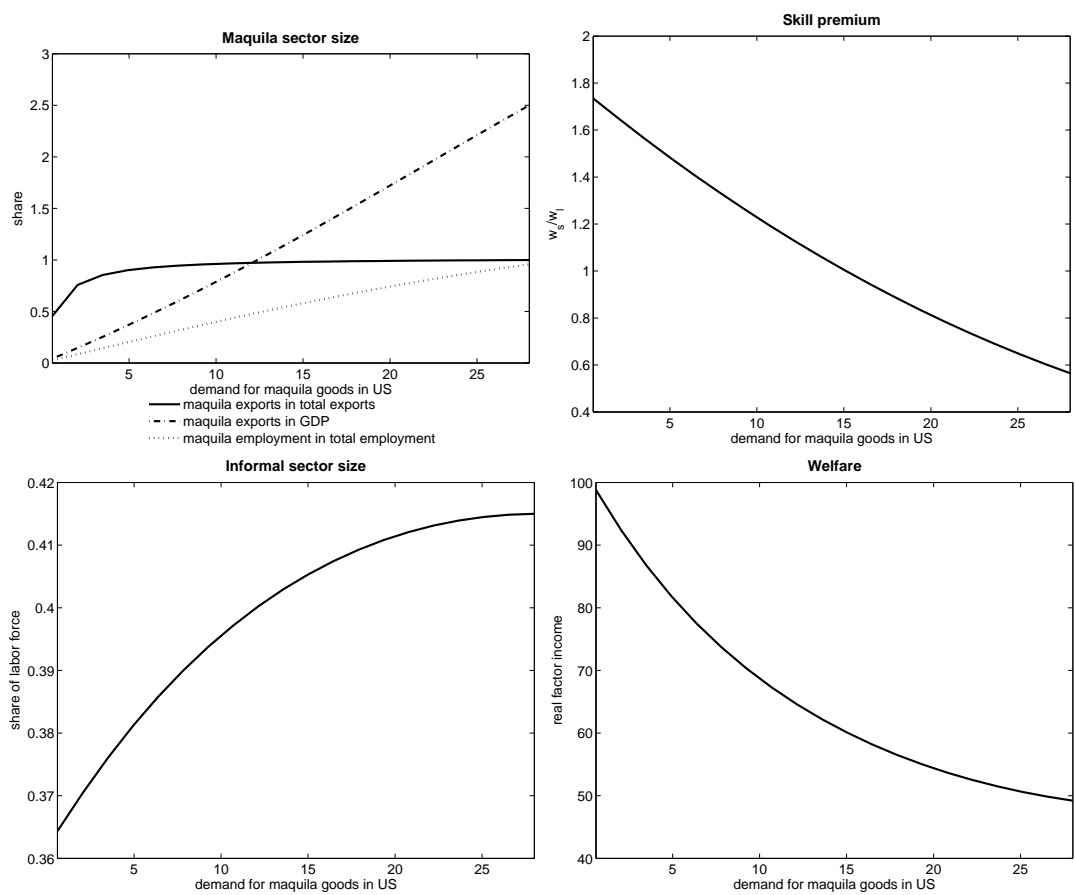 Maquila sector size
3
2.5
2
1.5
1
0.5
0
share
5 10 15 20 25
demand for maquila goods in US
maquila exports in total exports
maquila exports in GDP
maquila employment in total employment
Skill premium
2
1.8
1.6
1.4
1.2
1
0.8
0.6
0.4
w_s/w_l
5 10 15 20 25
demand for maquila goods in US
Informal sector size
0.42
0.41
0.4
0.39
0.38
0.37
0.36
share of labor force
5 10 15 20 25
demand for maquila goods in US
Welfare
100
90
80
70
60
50
40
real factor income
5 10 15 20 25
demand for maquila goods in US